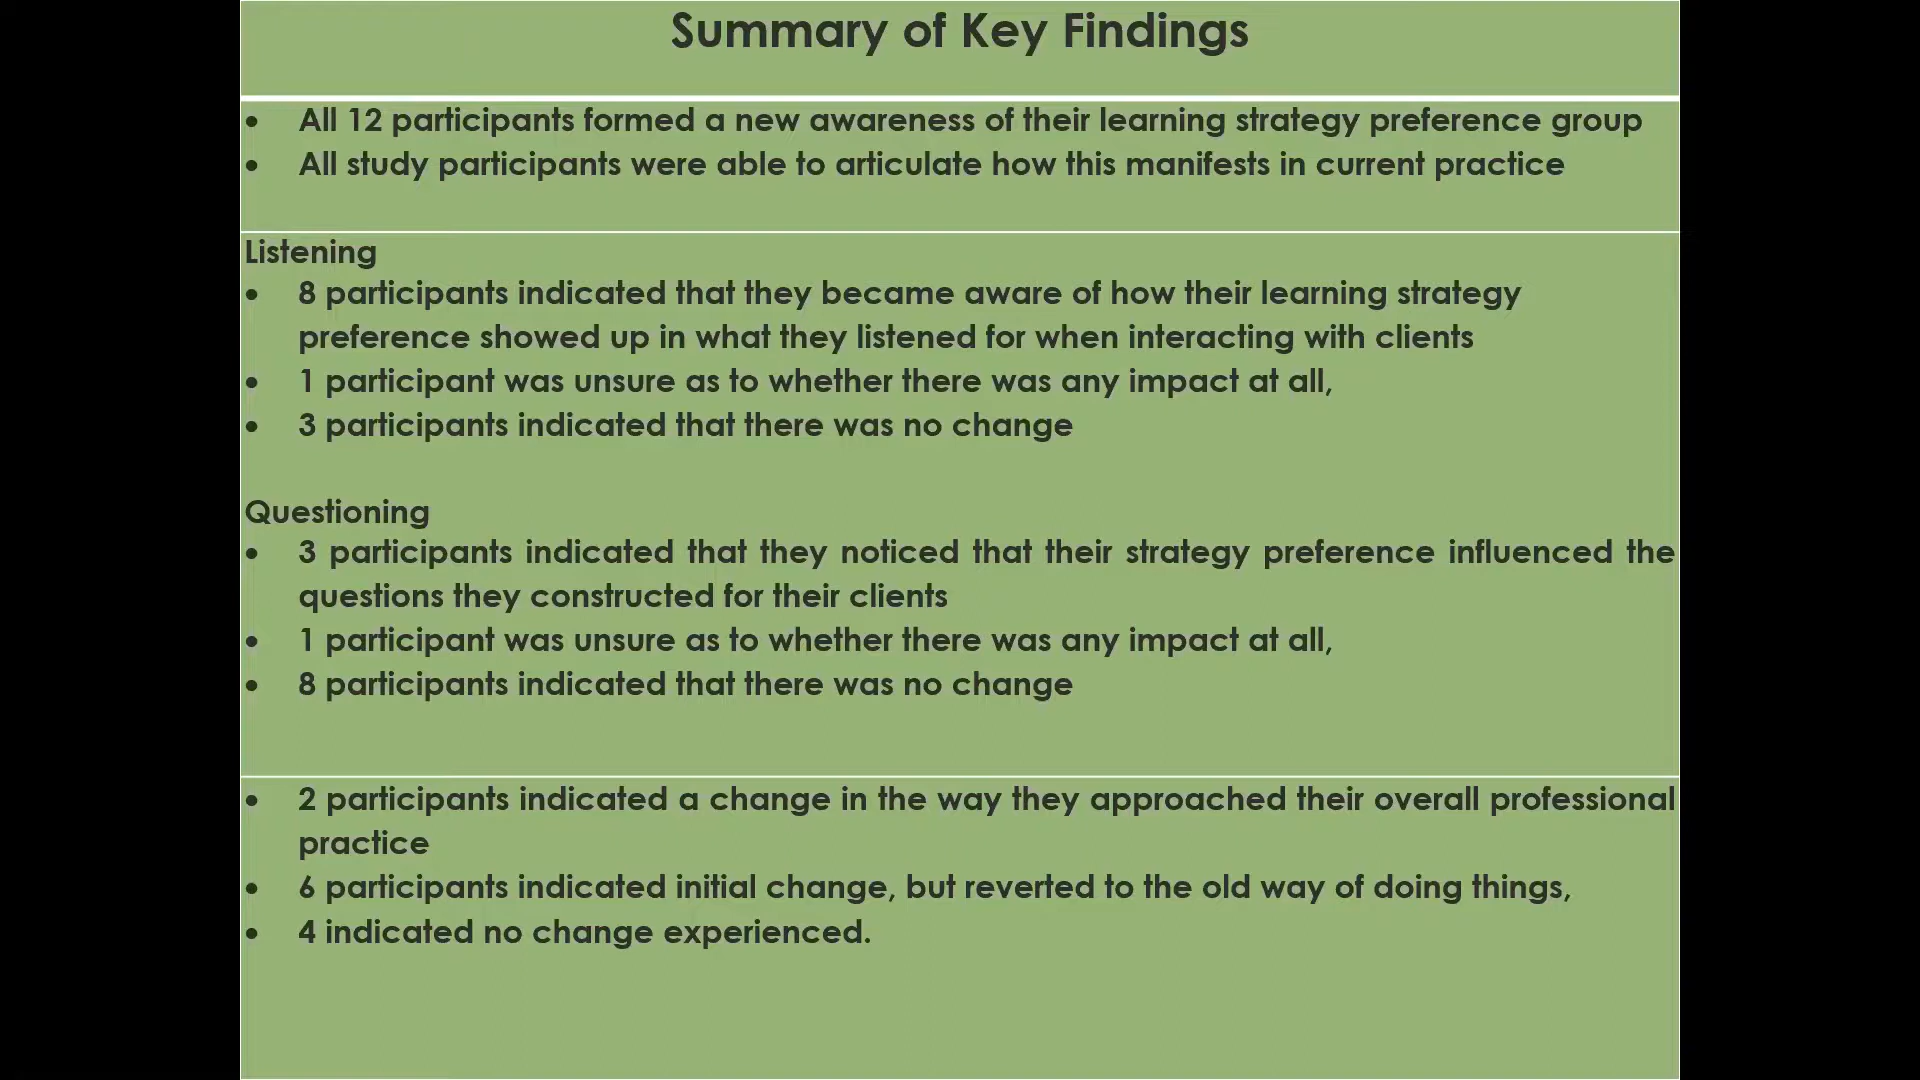 Summary of Key Findings
• All 12 participants formed a new awareness of their learning strategy preference group
• All study participants were able to articulate how this manifests in current practice
Listening
• 8 participants indicated that they became aware of how their learning strategy
preference showed up in what they listened for when interacting with clients
• 1 participant was unsure as to whether there was any impact at all,
• 3 participants indicated that there was no change
Questioning
• 3 participants indicated that they noticed that their strategy preference influenced the
questions they constructed for their clients
• 1 participant was unsure as to whether there was any impact at all,
• 8 participants indicated that there was no change
• 2 participants indicated a change in the way they approached their overall professional
practice
• 6 participants indicated initial change, but reverted to the old way of doing things,
• 4 indicated no change experienced.